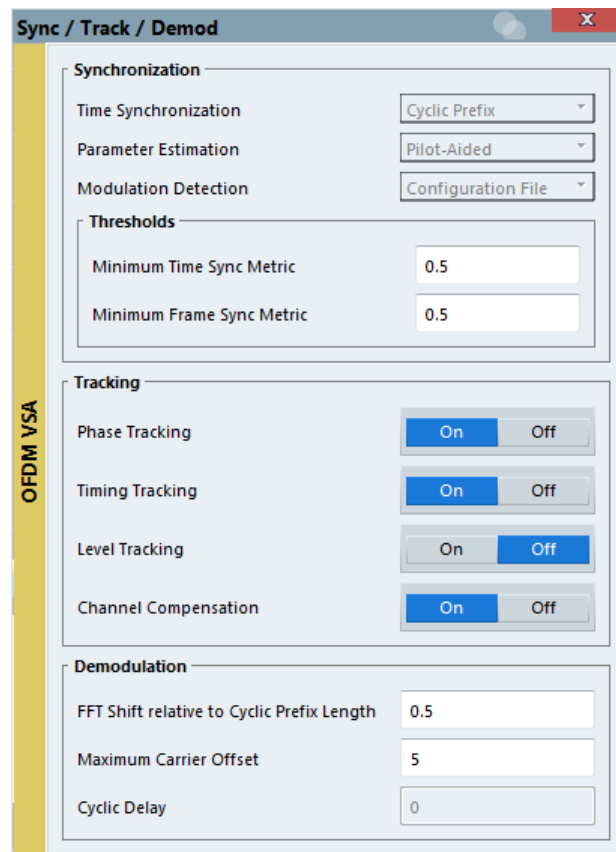 Sync / Track / Demod
x
OFDM VSA
Synchronization
Time Synchronization Cyclic Prefix
Parameter Estimation Pilot-Aided
Modulation Detection Configuration File
Thresholds
Minimum Time Sync Metric 0.5
Minimum Frame Sync Metric 0.5
Tracking
Phase Tracking On Off
Timing Tracking On Off
Level Tracking On Off
Channel Compensation On Off
Demodulation
FFT Shift relative to Cyclic Prefix Length 0.5
Maximum Carrier Offset 5
Cyclic Delay 0